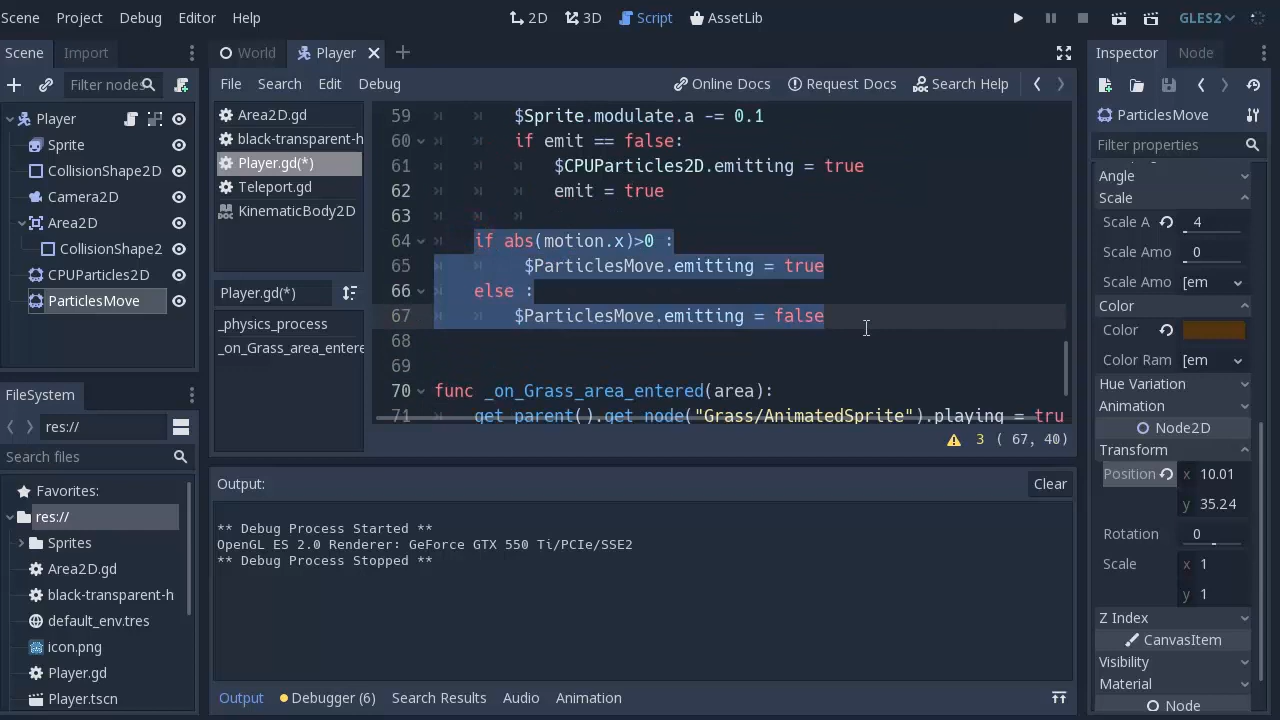 Scene Project Debug Editor Help
2D 3D Script AssetLib
GLES2
Scene Import
Filter nodes
Player
Sprite
CollisionShape2D
Camera2D
Area2D
CollisionShape2
CPUParticles2D
ParticlesMove
FileSystem
res://
Search files
Favorites:
res://
Sprites
Area2D.gd
black-transparent-h
default_env.tres
icon.png
Player.gd
Player.tscn
World Player
File Search Edit Debug
Online Docs Request Docs Search Help
Area2D.gd
black-transparent-h
Player.gd(*)
Teleport.gd
KinematicBody2D
Player.gd(*)
_physics_process
_on_Grass_area_entere
59 $Sprite.modulate.a -= 0.1
60 if emit == false:
61 $CPUParticles2D.emitting = true
62 emit = true
63
64 if abs(motion.x)>0 :
65 $ParticlesMove.emitting = true
66 else :
67 $ParticlesMove.emitting = false
68
69
70 func _on_Grass_area_entered(area):
71 get_parent().get_node("Grass/AnimatedSprite").playing = tru
3 ( 67, 40)
Output:
Clear
** Debug Process Started **
OpenGL ES 2.0 Renderer: GeForce GTX 550 Ti/PCIe/SSE2
** Debug Process Stopped **
Output Debugger (6) Search Results Audio Animation
Inspector Node
ParticlesMove
Filter properties
Angle
Scale
Scale A 4
Scale Amo 0
Scale Amo [em
Color
Color
Color Ram [em
Hue Variation
Animation
Node2D
Transform
Position x 10.01
y 35.24
Rotation 0
Scale x 1
y 1
Z Index
CanvasItem
Visibility
Material
Node